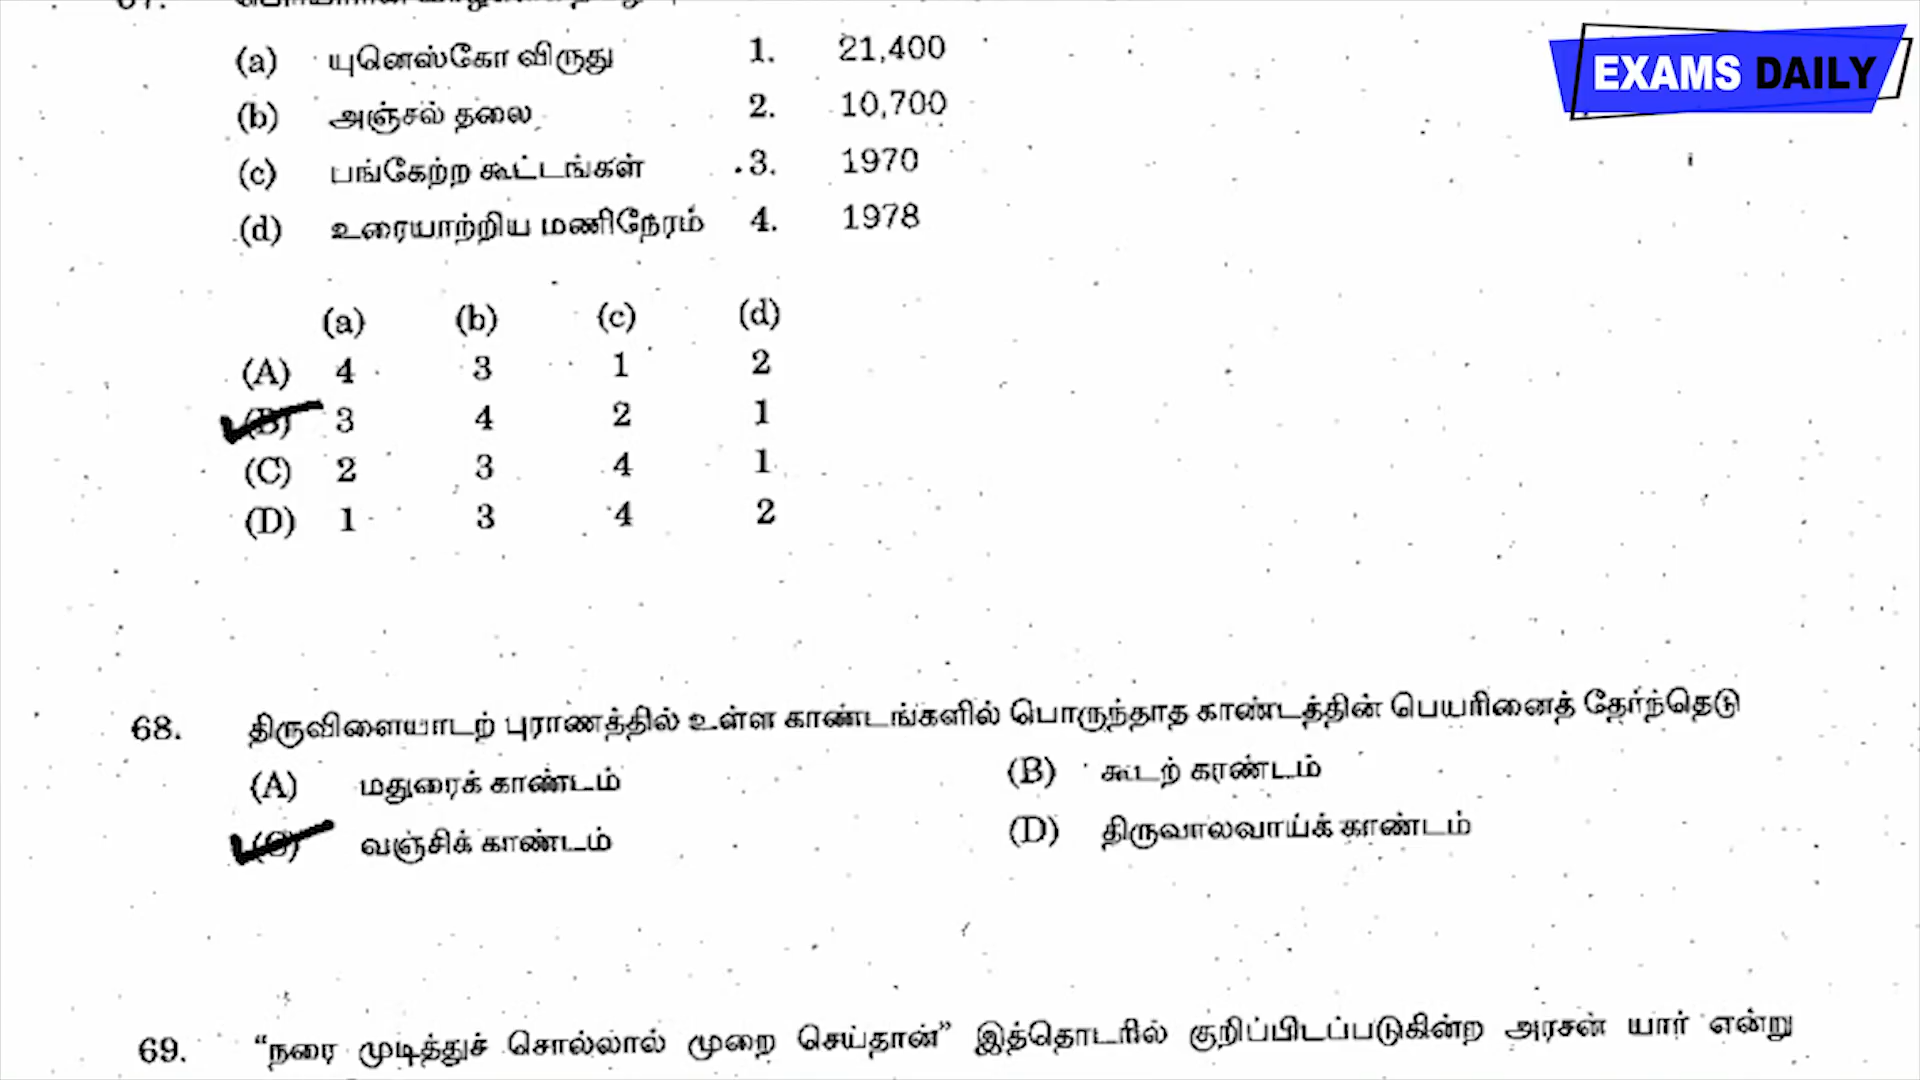 EXAMS DAILY
67.
(a) யுனெஸ்கோ விருது 1. 21,400
(b) அஞ்சல் தலை 2. 10,700
(c) பங்கேற்ற கூட்டங்கள் 3. 1970
(d) உரையாற்றிய மணிநேரம் 4. 1978
(a) (b) (c) (d)
(A) 4 3 1 2
(B) 3 4 2 1
(C) 2 3 4 1
(D) 1 3 4 2
68. திருவிளையாடற் புராணத்தில் உள்ள காண்டங்களில் பொருந்தாத காண்டத்தின் பெயரினைத் தேர்ந்தெடு
(A) மதுரைக் காண்டம் (B) கூடற் காண்டம்
(C) வஞ்சிக் காண்டம் (D) திருவாலவாய்க் காண்டம்
69. “நரை முடித்துச் சொல்லால் முறை செய்தான்” இத்தொடரில் குறிப்பிடப்படுகின்ற அரசன் யார் என்று